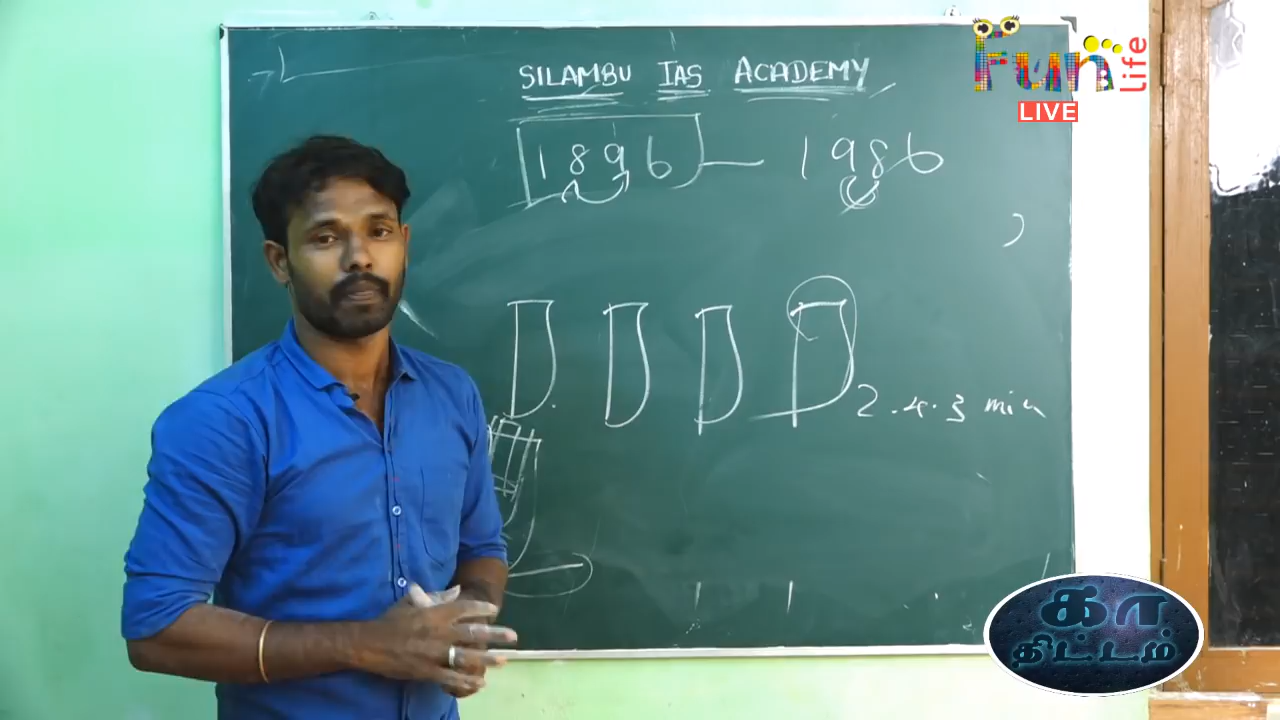 SILAMBU IAS ACADEMY
Fun Life
LIVE
1896 — 1986
D D D D
2.4.3 min
கா
திட்டம்